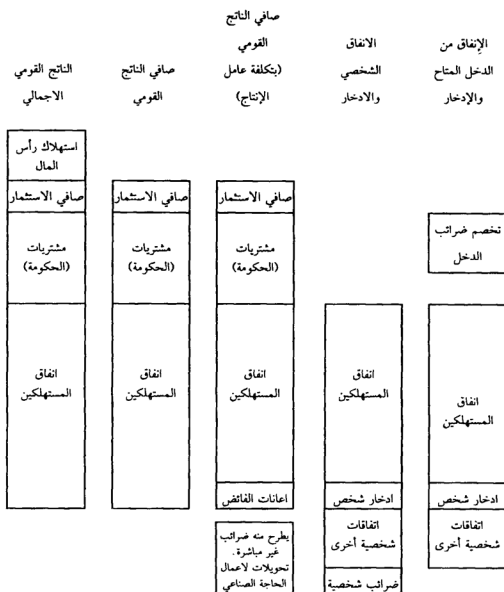 الناتج القومي
الاجمالي
استهلاك رأس
المال
صافي الاستثمار
مشتريات
(الحكومة)
انفاق
المستهلكين
صافي الناتج
القومي
صافي الاستثمار
مشتريات
(الحكومة)
انفاق
المستهلكين
صافي الناتج
القومي
(بتكلفة عامل
الإنتاج)
صافي الاستثمار
مشتريات
(الحكومة)
انفاق
المستهلكين
اعانات الفائض
يطرح منه ضرائب
غير مباشرة.
تحويلات لاعمال
الحاجة الصناعي
الانفاق
الشخصي
والادخار
انفاق
المستهلكين
ادخار شخص
اتفاقات
شخصية أخرى
ضرائب شخصية
الإنفاق من
الدخل المتاح
والإدخار
تخصم ضرائب
الدخل
انفاق
المستهلكين
ادخار شخص
اتفاقات
شخصية أخرى